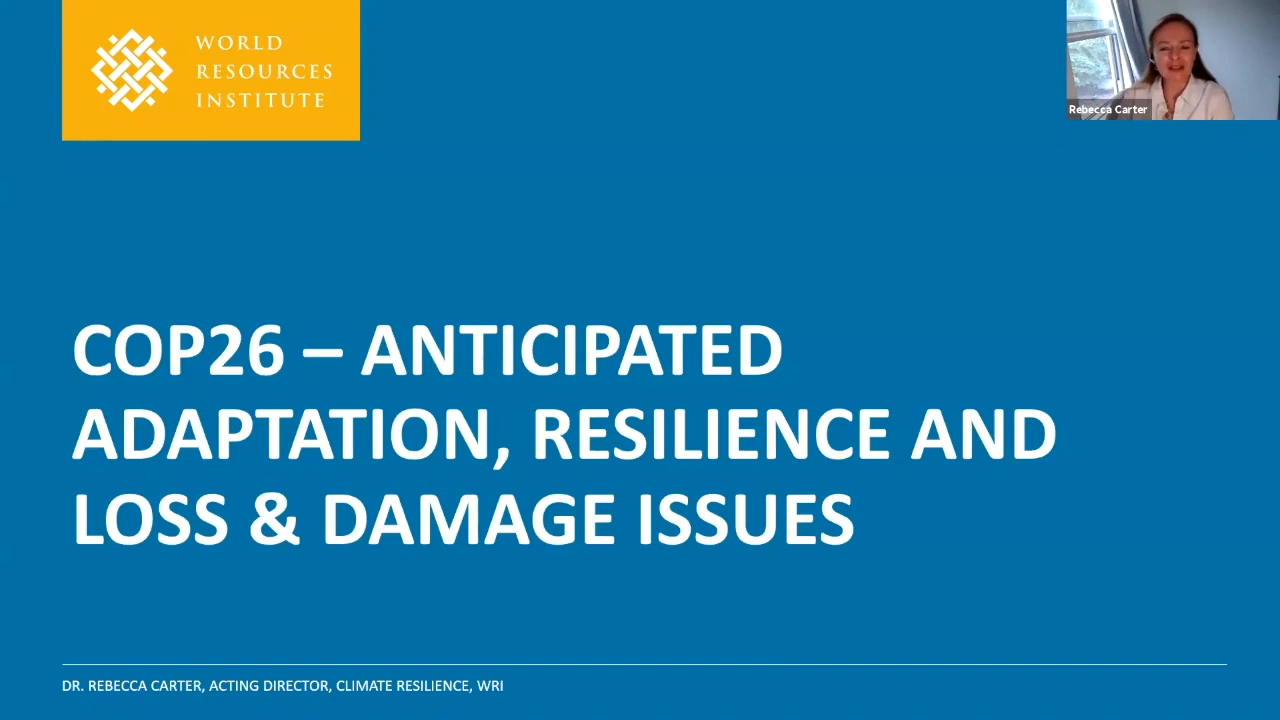 WORLD
RESOURCES
INSTITUTE
Rebecca Carter
COP26 – ANTICIPATED
ADAPTATION, RESILIENCE AND
LOSS & DAMAGE ISSUES
DR. REBECCA CARTER, ACTING DIRECTOR, CLIMATE RESILIENCE, WRI